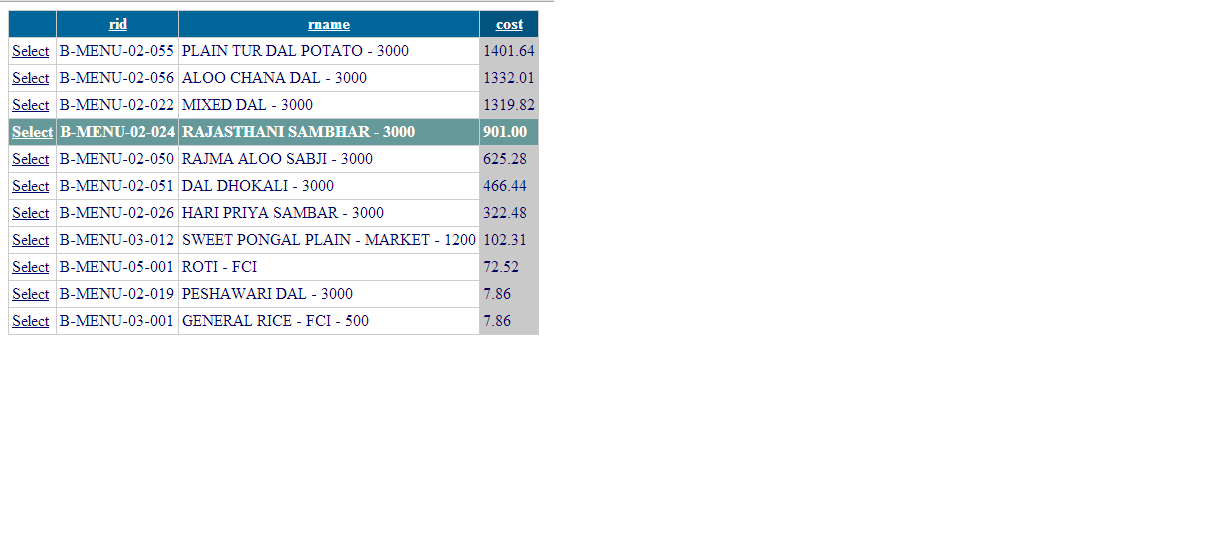 rid rname cost
Select B-MENU-02-055 PLAIN TUR DAL POTATO - 3000 1401.64
Select B-MENU-02-056 ALOO CHANA DAL - 3000 1332.01
Select B-MENU-02-022 MIXED DAL - 3000 1319.82
Select B-MENU-02-024 RAJASTHANI SAMBHAR - 3000 901.00
Select B-MENU-02-050 RAJMA ALOO SABJI - 3000 625.28
Select B-MENU-02-051 DAL DHOKALI - 3000 466.44
Select B-MENU-02-026 HARI PRIYA SAMBAR - 3000 322.48
Select B-MENU-03-012 SWEET PONGAL PLAIN - MARKET - 1200 102.31
Select B-MENU-05-001 ROTI - FCI 72.52
Select B-MENU-02-019 PESHAWARI DAL - 3000 7.86
Select B-MENU-03-001 GENERAL RICE - FCI - 500 7.86